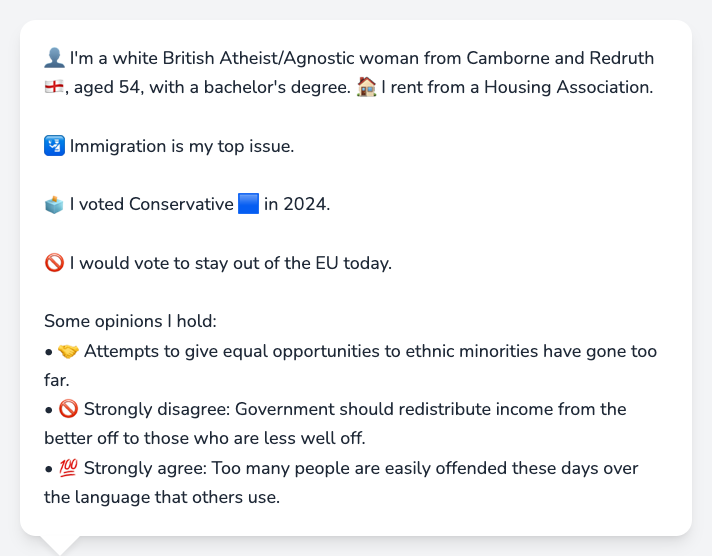 👤 I'm a white British Atheist/Agnostic woman from Camborne and Redruth
🏴󠁧󠁢󠁥󠁮󠁧󠁿, aged 54, with a bachelor's degree. 🏠 I rent from a Housing Association.
🛂 Immigration is my top issue.
🗳️ I voted Conservative 🟦 in 2024.
🚫 I would vote to stay out of the EU today.
Some opinions I hold:
• 🤝 Attempts to give equal opportunities to ethnic minorities have gone too
far.
• 🚫 Strongly disagree: Government should redistribute income from the
better off to those who are less well off.
• 💯 Strongly agree: Too many people are easily offended these days over
the language that others use.